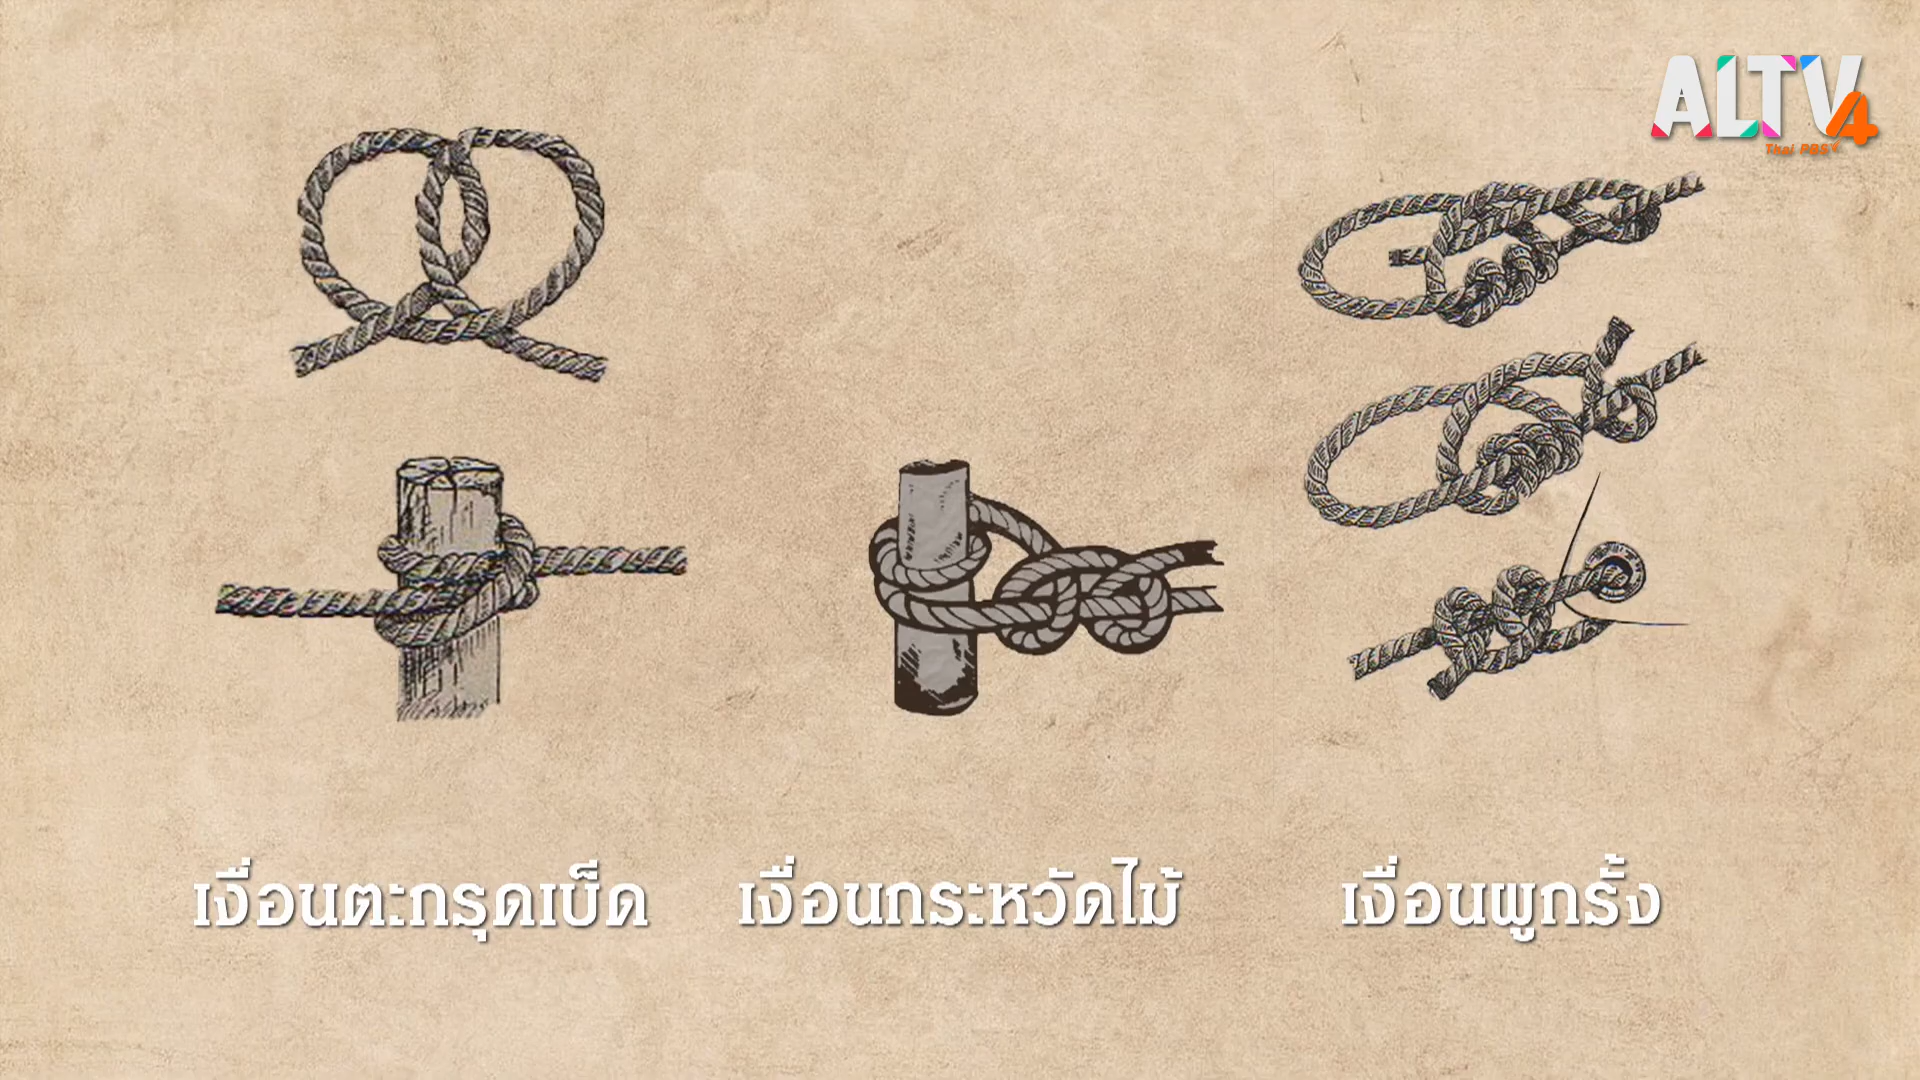 ALTV4
Thai PBS
เงื่อนตะกรุดเบ็ด
เงื่อนกระหวัดไม้
เงื่อนผูกรั้ง